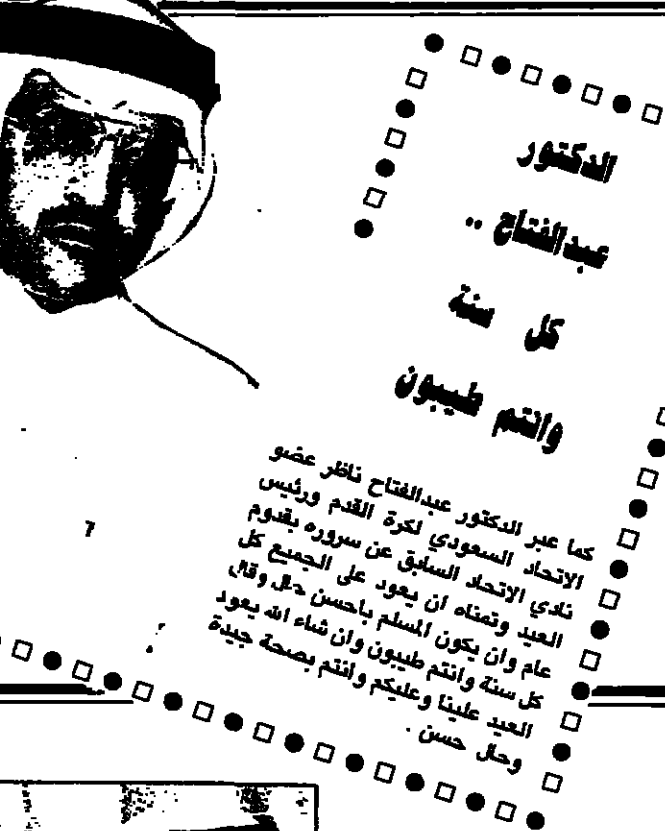 الدكتور
عبدالفتاح ..
كل سنة
وانتم طيبون
كما عبر الدكتور عبدالفتاح ناظر عضو
الاتحاد السعودي لكرة القدم ورئيس
نادي الاتحاد السابق عن سروره بقدوم
العيد وتمناه ان يعود على الجميع كل
عام وان يكون المسلم باحسن حال وقال
كل سنة وانتم طيبون وان شاء الله يعود
العيد علينا وعليكم وانتم بصحة جيدة
وحال حسن .